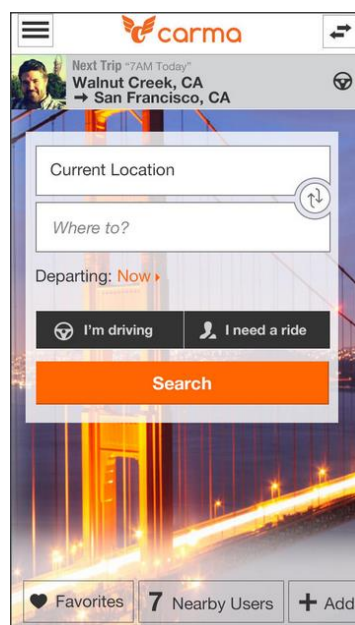 carma
Next Trip "7AM Today"
Walnut Creek, CA
→ San Francisco, CA
Current Location
Where to?
Departing: Now
I'm driving
I need a ride
Search
Favorites
7 Nearby Users
+ Add